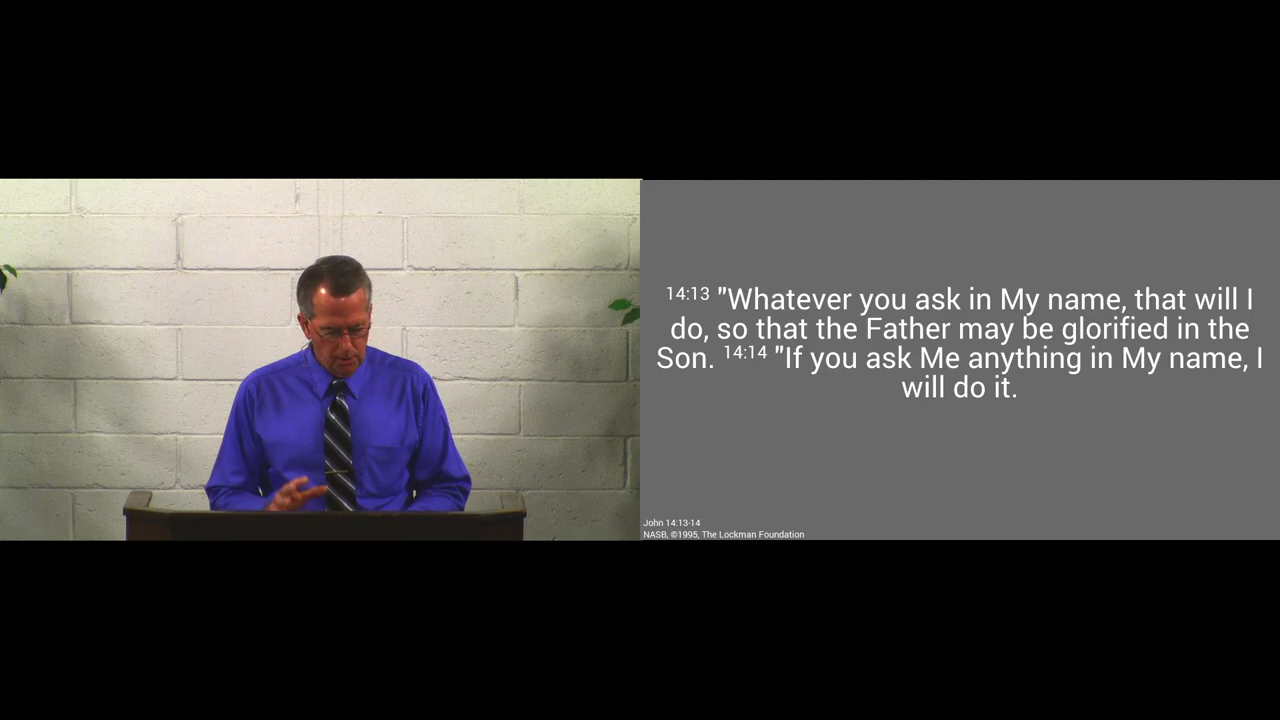 14:13 "Whatever you ask in My name, that will I
do, so that the Father may be glorified in the
Son. 14:14 "If you ask Me anything in My name, I
will do it.
John 14:13-14
NASB, ©1995, The Lockman Foundation